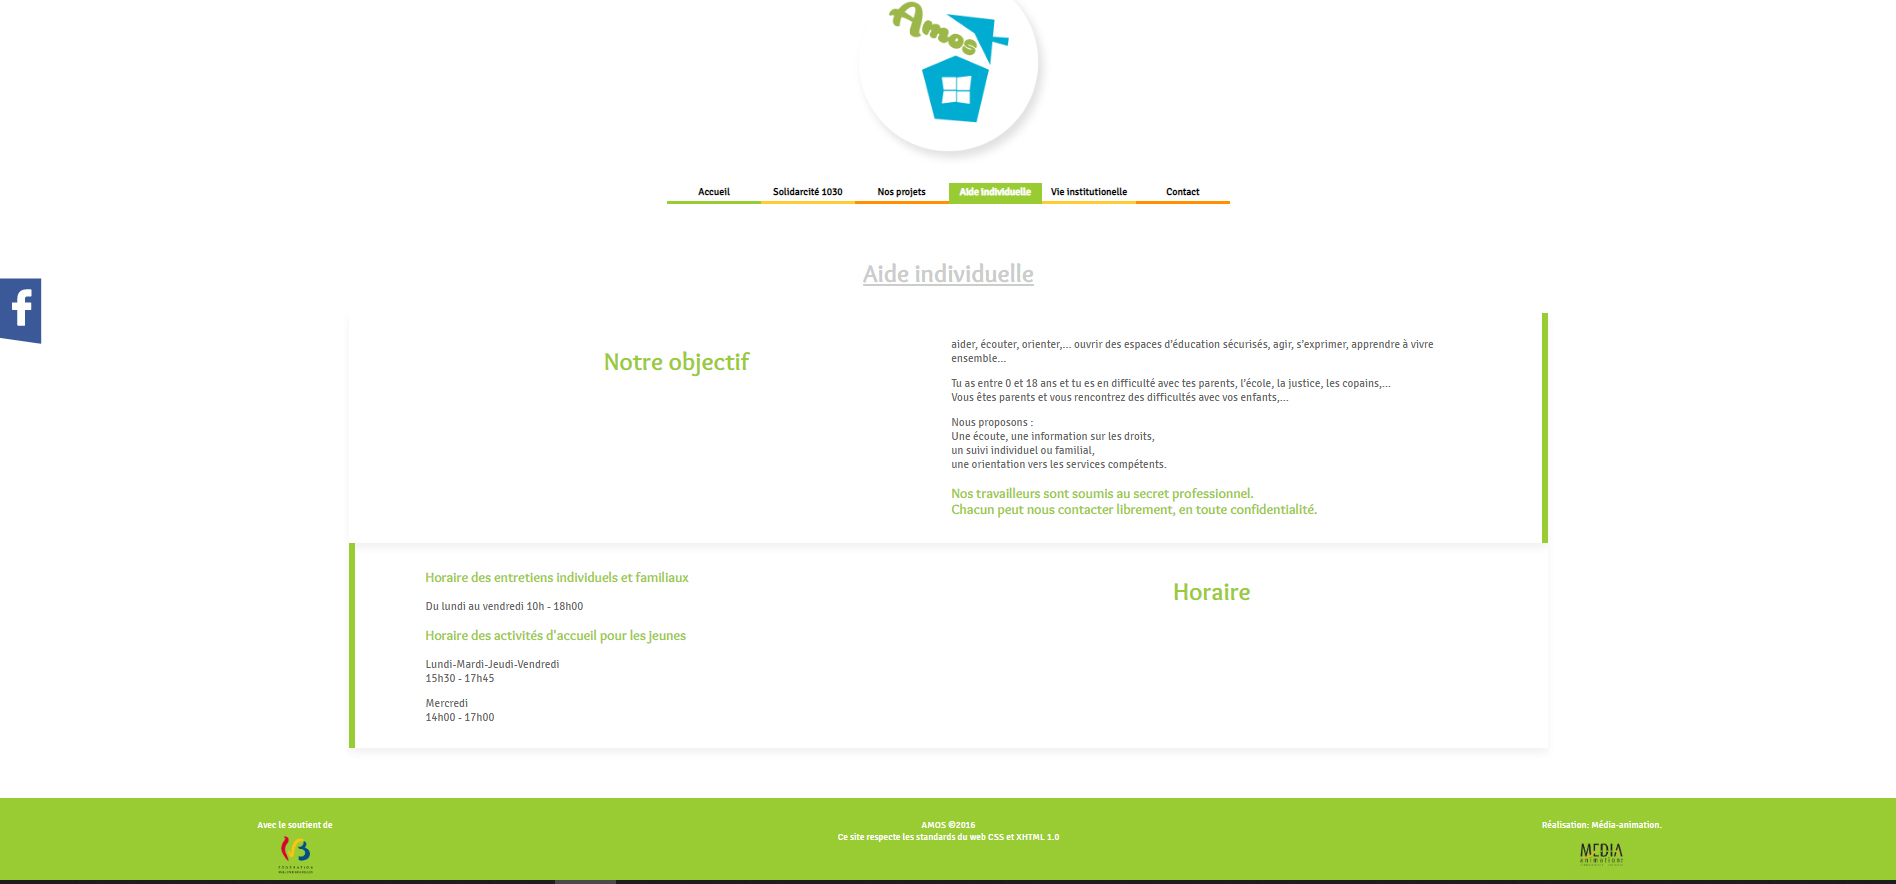 Amos
Accueil
Solidarcité 1030
Nos projets
Aide individuelle
Vie institutionelle
Contact
Aide individuelle
Notre objectif
aider, écouter, orienter,... ouvrir des espaces d'éducation sécurisés, agir, s'exprimer, apprendre à vivre
ensemble...
Tu as entre 0 et 18 ans et tu es en difficulté avec tes parents, l'école, la justice, les copains,...
Vous êtes parents et vous rencontrez des difficultés avec vos enfants,...
Nous proposons :
Une écoute, une information sur les droits,
un suivi individuel ou familial,
une orientation vers les services compétents.
Nos travailleurs sont soumis au secret professionnel.
Chacun peut nous contacter librement, en toute confidentialité.
Horaire des entretiens individuels et familiaux
Du lundi au vendredi 10h - 18h00
Horaire des activités d'accueil pour les jeunes
Lundi-Mardi-Jeudi-Vendredi
15h30 - 17h45
Mercredi
14h00 - 17h00
Horaire
Avec le soutient de
AMOS ©2016
Ce site respecte les standards du web CSS et XHTML 1.0
Réalisation: Média-animation.
MEDIA
animation